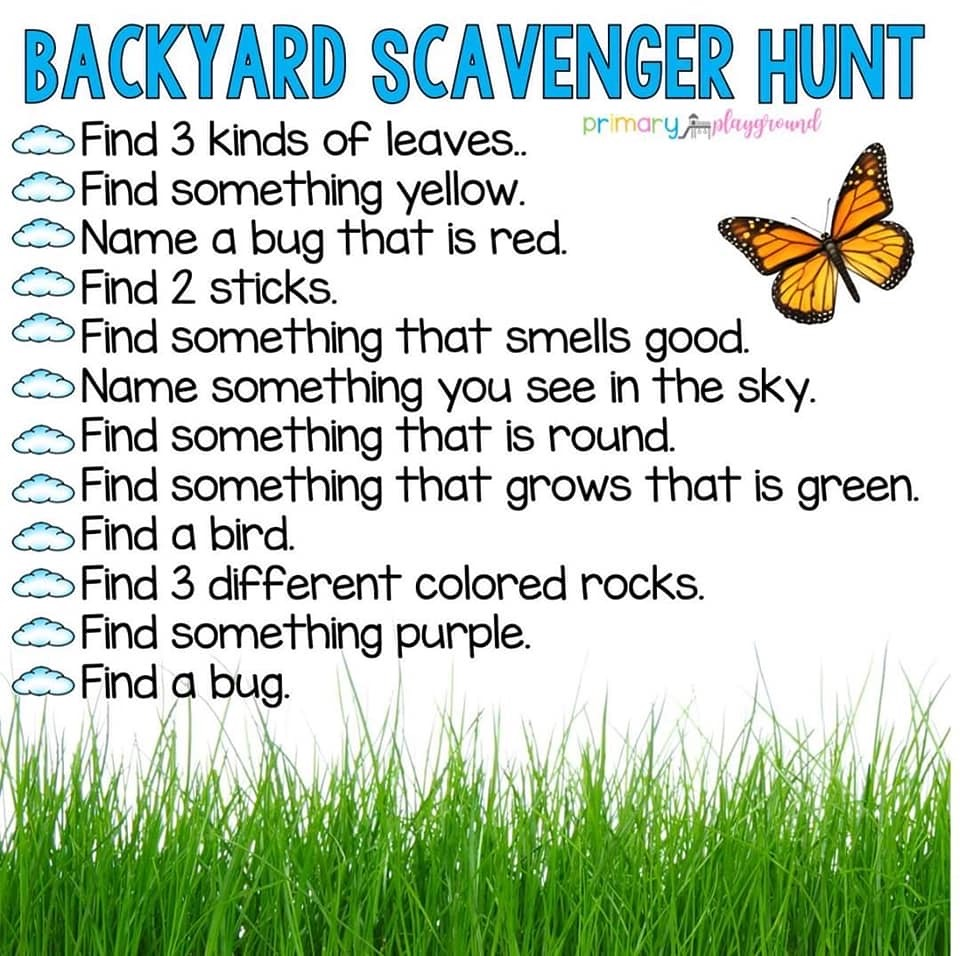 BACKYARD SCAVENGER HUNT
primary playground
Find 3 kinds of leaves..
Find something yellow.
Name a bug that is red.
Find 2 sticks.
Find something that smells good.
Name something you see in the sky.
Find something that is round.
Find something that grows that is green.
Find a bird.
Find 3 different colored rocks.
Find something purple.
Find a bug.